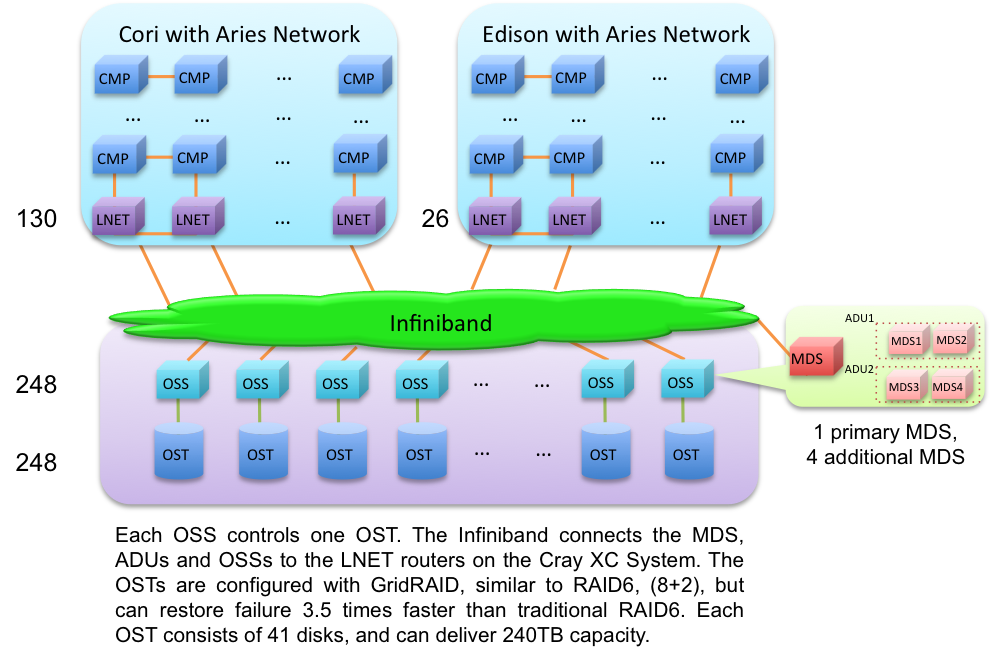 Cori with Aries Network
Edison with Aries Network
CMP CMP ... CMP
CMP CMP ... CMP
... ... ... ...
... ... ... ...
CMP CMP ... CMP
CMP CMP ... CMP
130 LNET LNET ... LNET
26 LNET LNET ... LNET
Infiniband
ADU1
MDS1 MDS2
MDS
ADU2
MDS3 MDS4
248 OSS OSS OSS OSS ... ... OSS OSS
248 OST OST OST OST ... ... OST OST
1 primary MDS,
4 additional MDS
Each OSS controls one OST. The Infiniband connects the MDS,
ADUs and OSSs to the LNET routers on the Cray XC System. The
OSTs are configured with GridRAID, similar to RAID6, (8+2), but
can restore failure 3.5 times faster than traditional RAID6. Each
OST consists of 41 disks, and can deliver 240TB capacity.